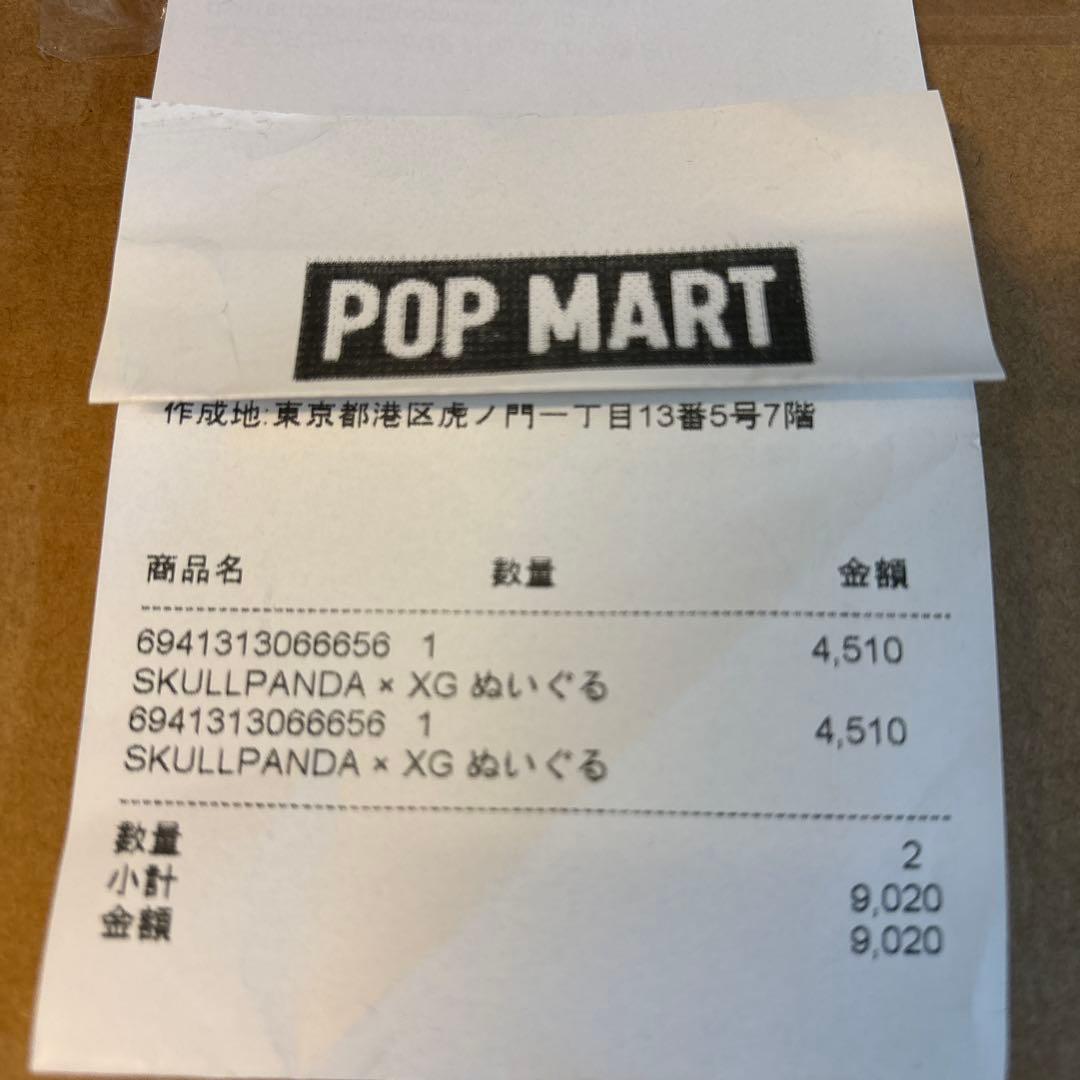 POP MART
作成地:東京都港区虎ノ門一丁目13番5号7階
商品名 数量 金額
6941313066656 1 4,510
SKULLPANDA × XG ぬいぐる
6941313066656 1 4,510
SKULLPANDA × XG ぬいぐる
数量 2
小計 9,020
金額 9,020